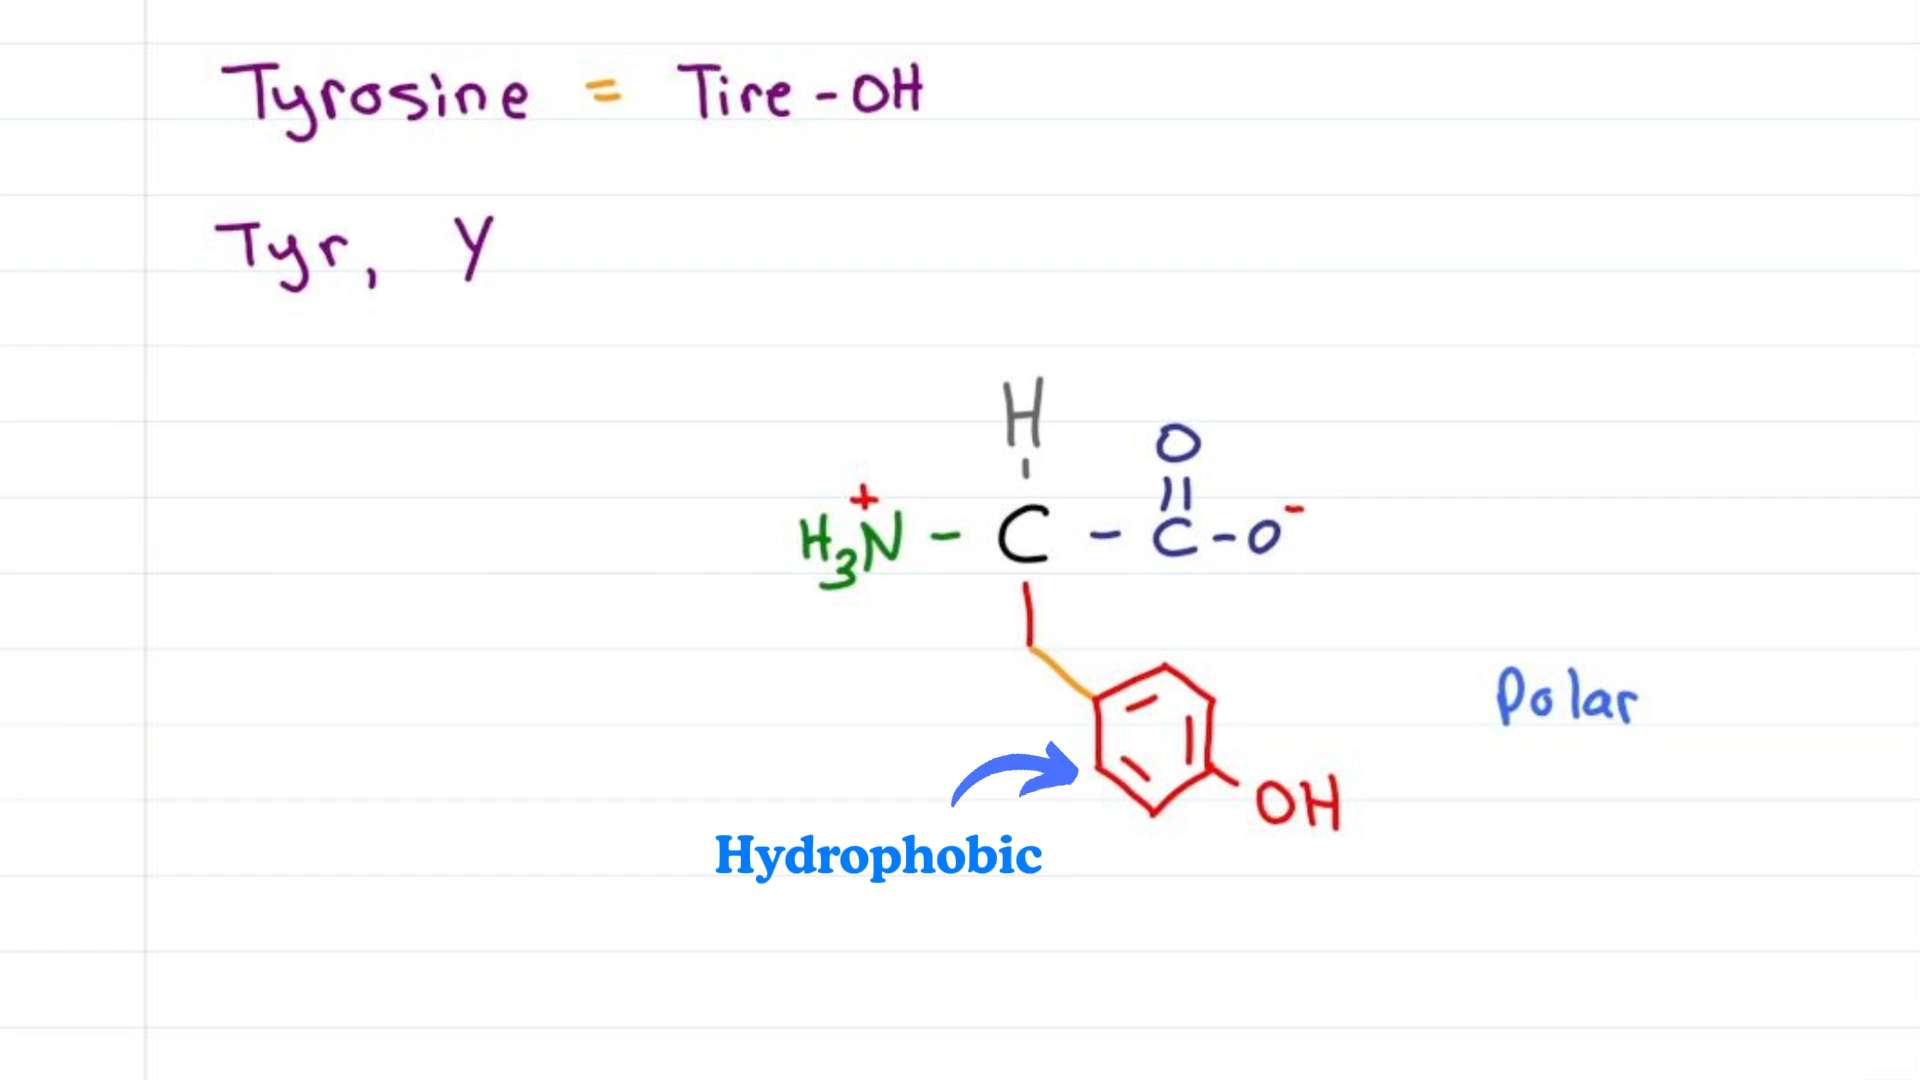 Tyrosine = Tire-OH
Tyr, Y
H
O
H₃N⁺ - C - C - O⁻
Polar
OH
Hydrophobic